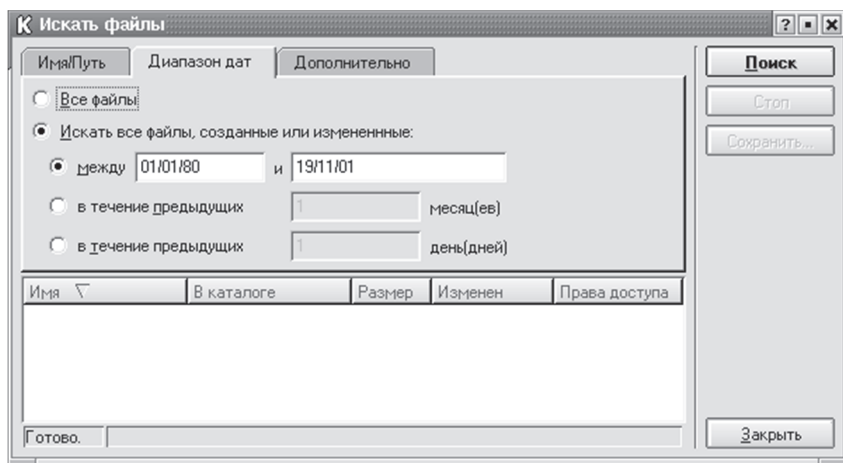 Искать файлы
Имя/Путь Диапазон дат Дополнительно
Все файлы
Искать все файлы, созданные или измененнные:
между 01/01/80 и 19/11/01
в течение предыдущих 1 месяц(ев)
в течение предыдущих 1 день(дней)
Имя В каталоге Размер Изменен Права доступа
Готово.
Поиск
Стоп
Сохранить...
Закрыть